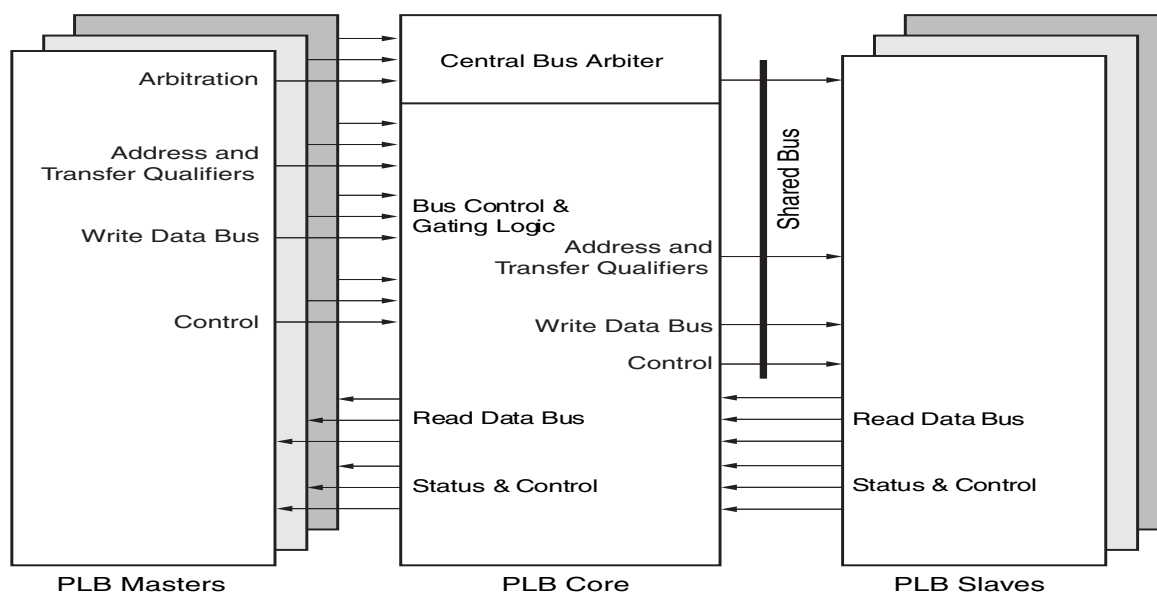 Central Bus Arbiter
Arbitration
Address and
Transfer Qualifiers
Write Data Bus
Control
Bus Control &
Gating Logic
Address and
Transfer Qualifiers
Write Data Bus
Control
Read Data Bus
Status & Control
Shared Bus
Read Data Bus
Status & Control
PLB Masters
PLB Core
PLB Slaves